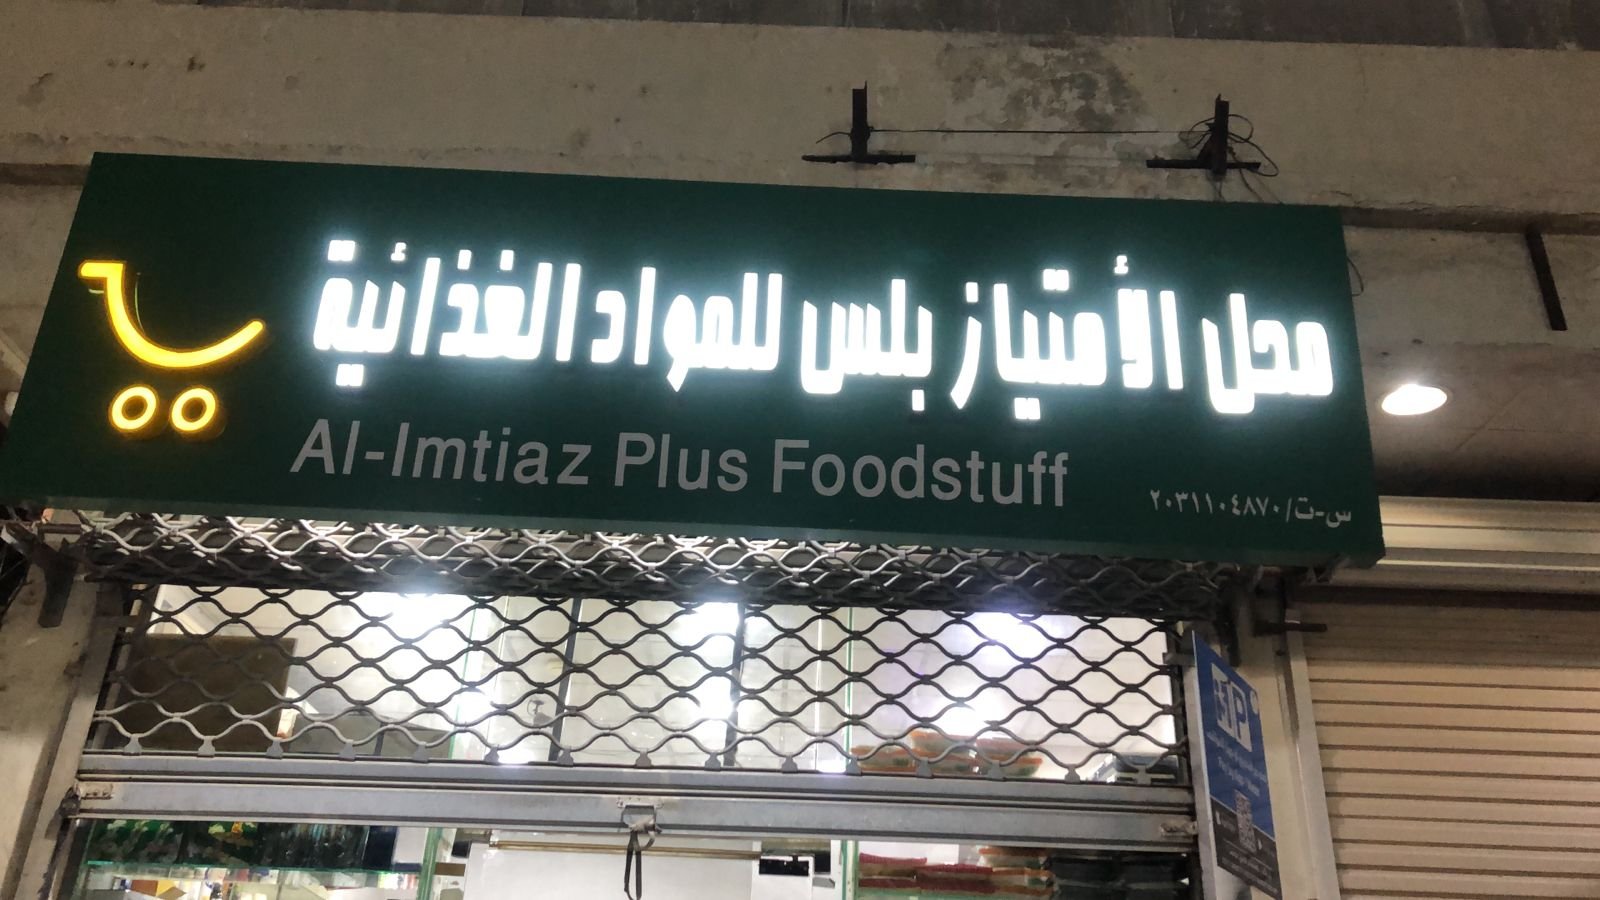 محل الأمتياز بلس للمواد الغذائية
Al-Imtiaz Plus Foodstuff
س-ت/٢٠٣١١٠٤٨٧٠
P